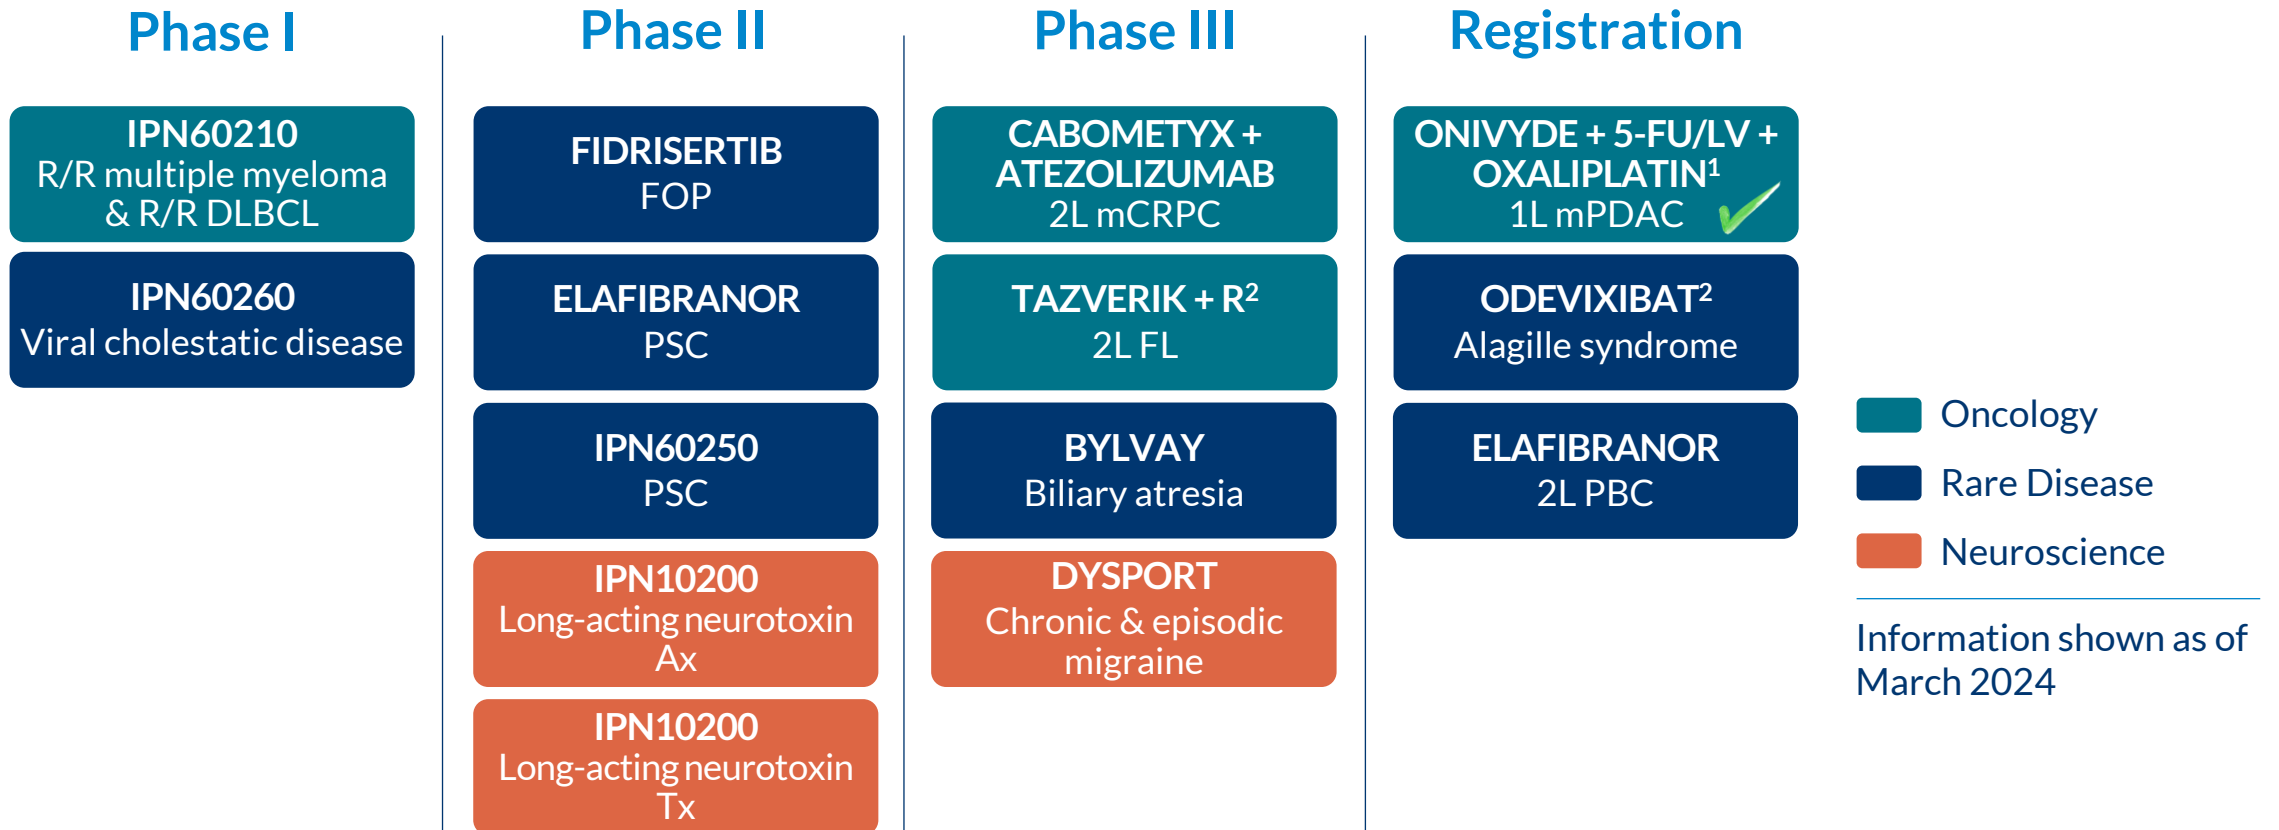 Phase I
IPN60210
R/R multiple myeloma
& R/R DLBCL
IPN60260
Viral cholestatic disease
Phase II
FIDRISERTIB
FOP
ELAFIBRANOR
PSC
IPN60250
PSC
IPN10200
Long-acting neurotoxin
Ax
IPN10200
Long-acting neurotoxin
Tx
Phase III
CABOMETYX +
ATEZOLIZUMAB
2L mCRPC
TAZVERIK + R²
2L FL
BYLVAY
Biliary atresia
DYSPORT
Chronic & episodic
migraine
Registration
ONIVYDE + 5-FU/LV +
OXALIPLATIN¹
1L mPDAC
ODEVIXIBAT²
Alagille syndrome
ELAFIBRANOR
2L PBC
Oncology
Rare Disease
Neuroscience
Information shown as of
March 2024